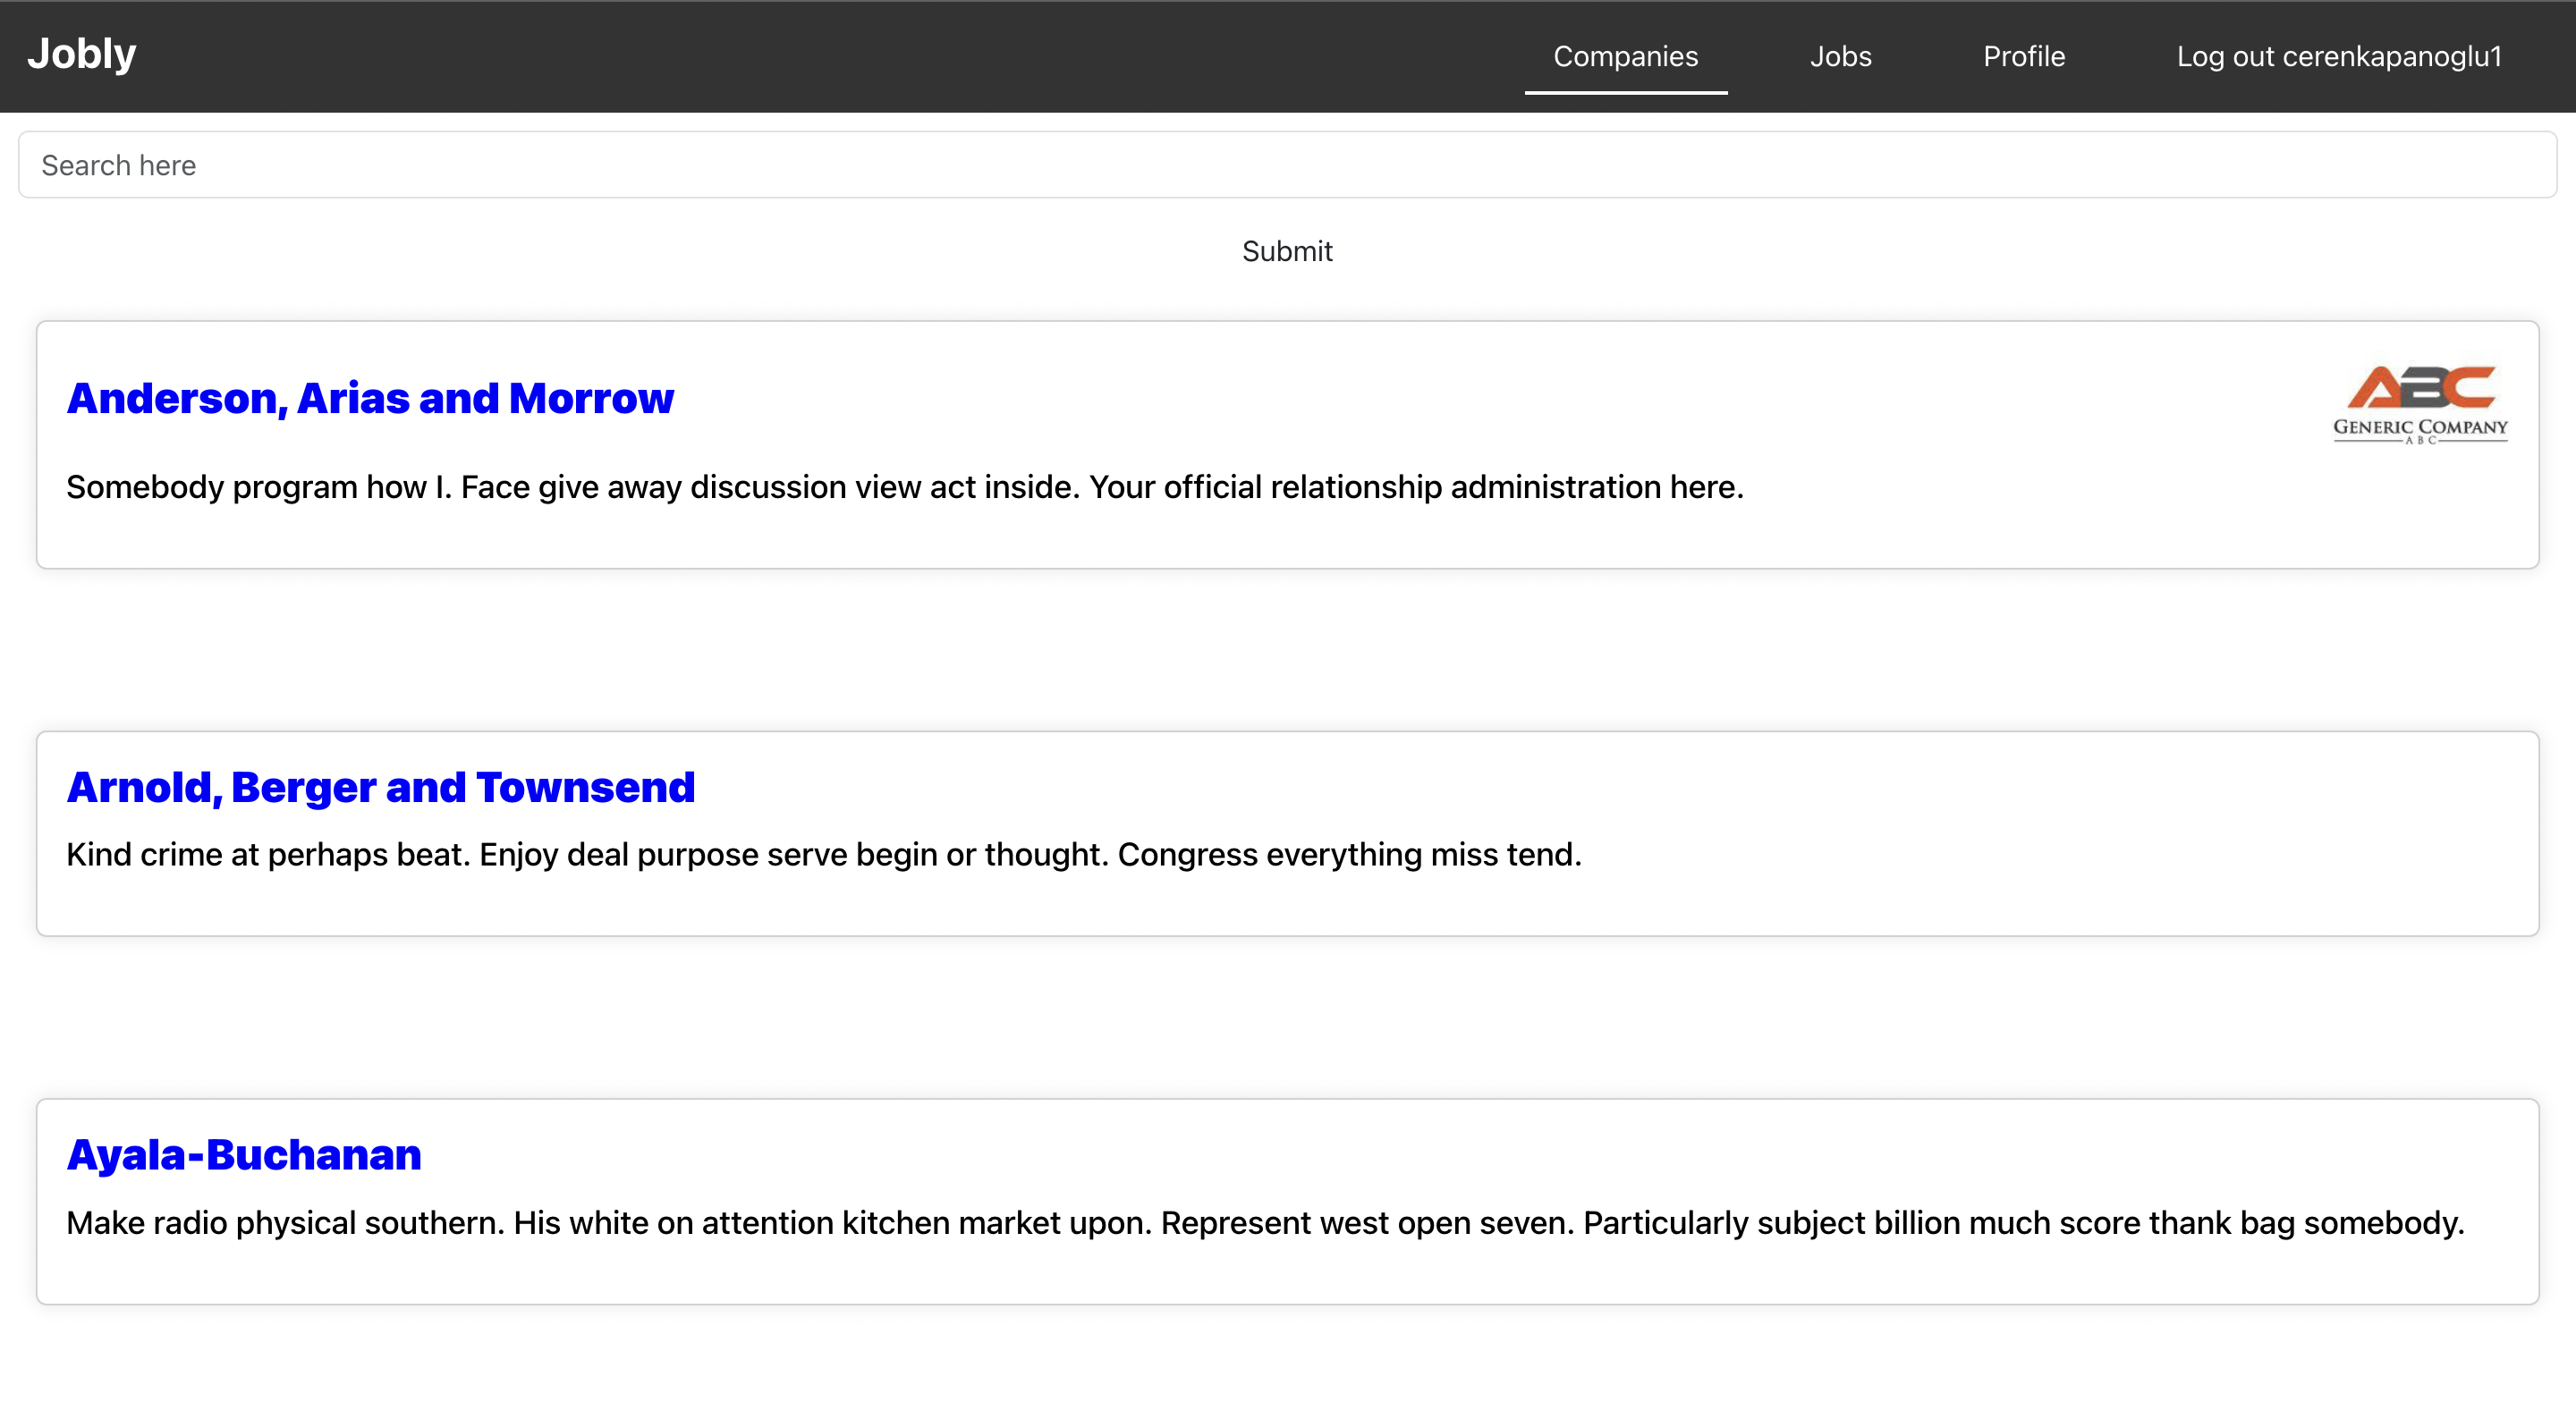 Jobly
Companies
Jobs
Profile
Log out cerenkapanoglu1
Search here
Submit
Anderson, Arias and Morrow
ABC
GENERIC COMPANY
ABC
Somebody program how I. Face give away discussion view act inside. Your official relationship administration here.
Arnold, Berger and Townsend
Kind crime at perhaps beat. Enjoy deal purpose serve begin or thought. Congress everything miss tend.
Ayala-Buchanan
Make radio physical southern. His white on attention kitchen market upon. Represent west open seven. Particularly subject billion much score thank bag somebody.